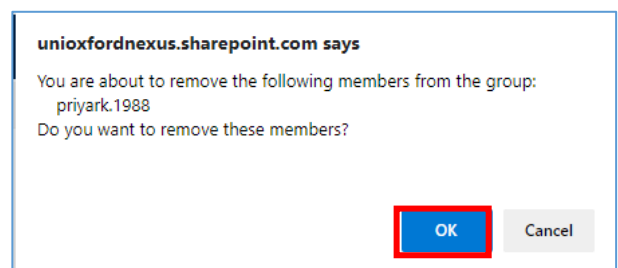 unioxfordnexus.sharepoint.com says
You are about to remove the following members from the group:
priyark.1988
Do you want to remove these members?
OK Cancel